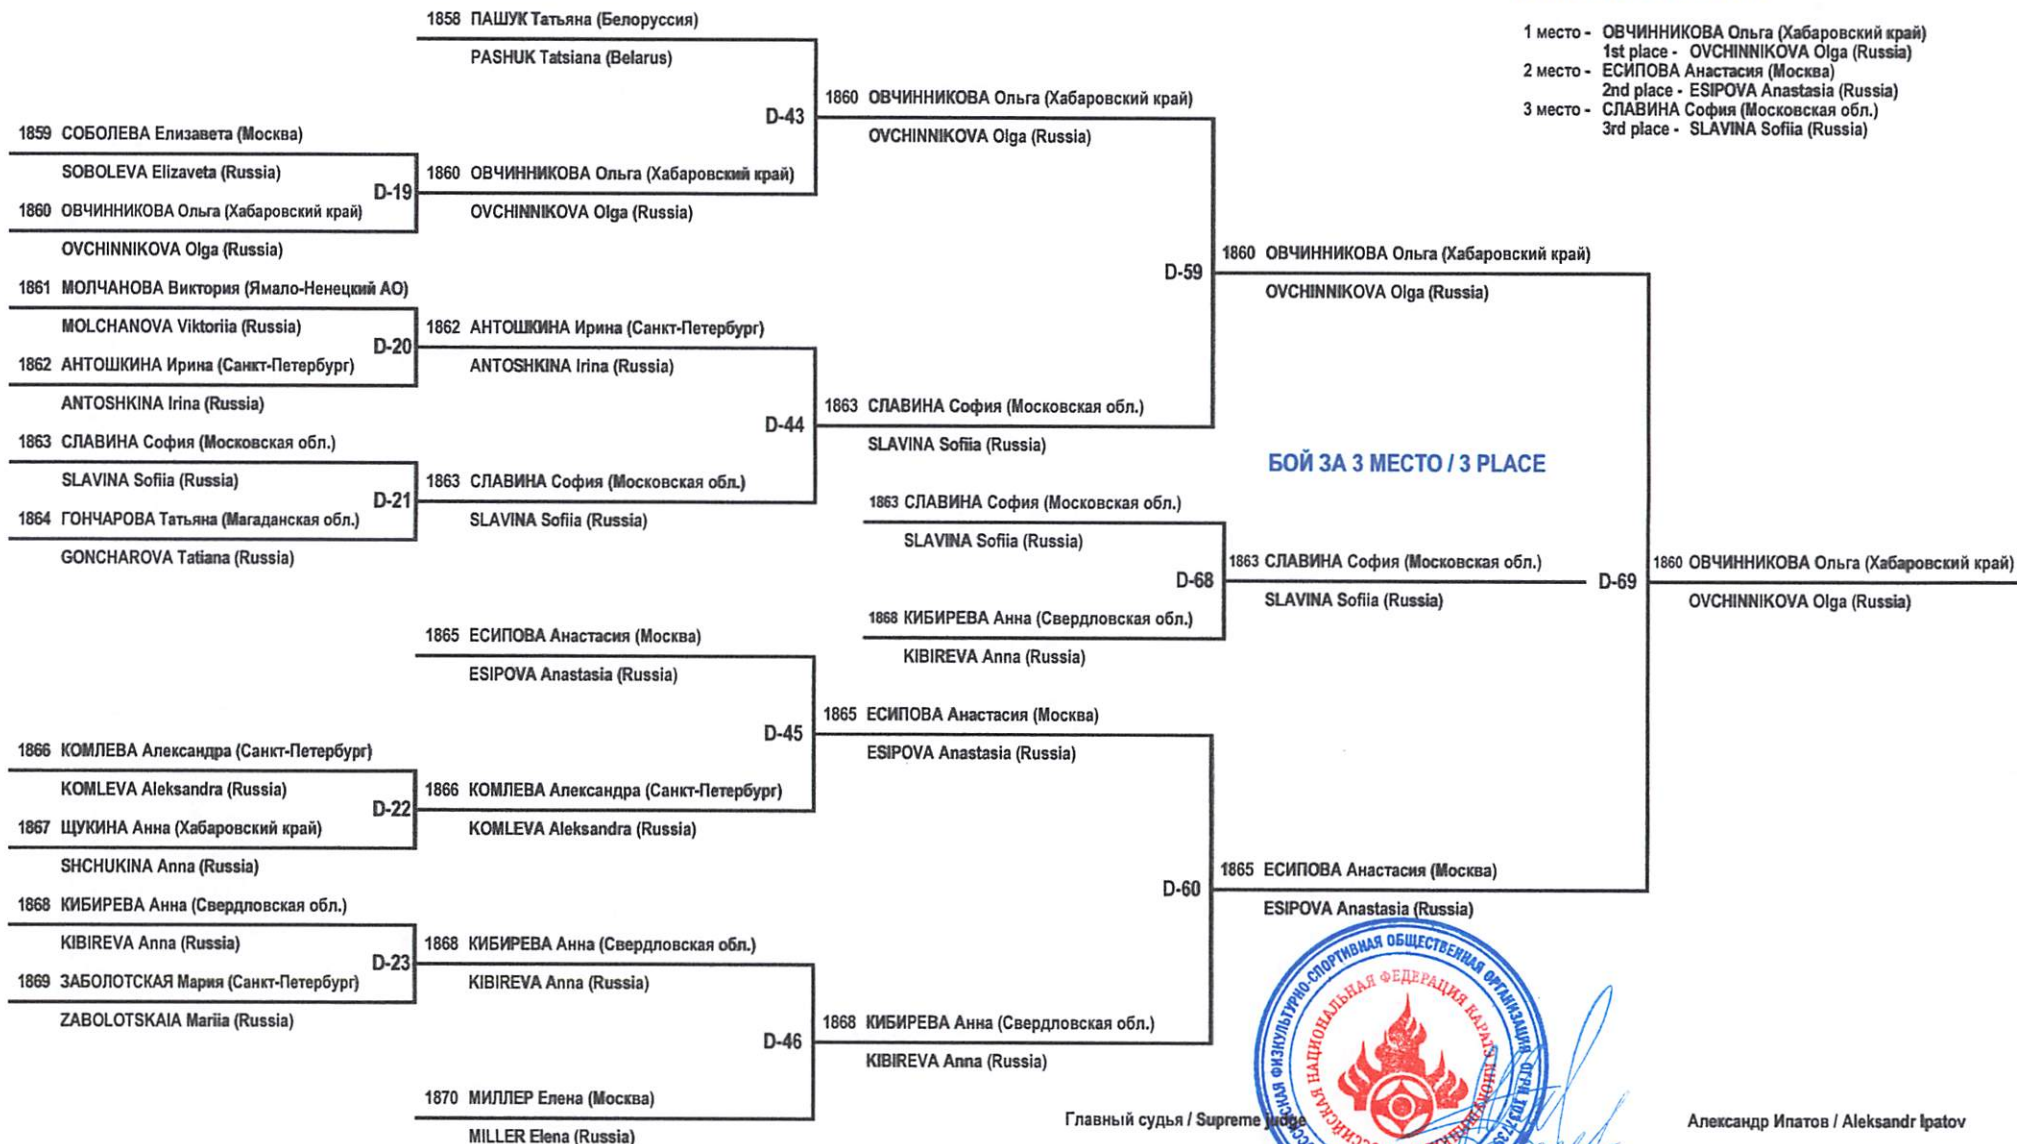 1 место - ОВЧИННИКОВА Ольга (Хабаровский край)
1st place - OVCHINNIKOVA Olga (Russia)
2 место - ЕСИПОВА Анастасия (Москва)
2nd place - ESIPOVA Anastasia (Russia)
3 место - СЛАВИНА София (Московская обл.)
3rd place - SLAVINA Sofiia (Russia)
1859 СОБОЛЕВА Елизавета (Москва)
SOBOLEVA Elizaveta (Russia)
D-19
1860 ОВЧИННИКОВА Ольга (Хабаровский край)
OVCHINNIKOVA Olga (Russia)
1861 МОЛЧАНОВА Виктория (Ямало-Ненецкий АО)
MOLCHANOVA Viktoriia (Russia)
D-20
1862 АНТОШКИНА Ирина (Санкт-Петербург)
ANTOSHKINA Irina (Russia)
1863 СЛАВИНА София (Московская обл.)
SLAVINA Sofiia (Russia)
D-21
1864 ГОНЧАРОВА Татьяна (Магаданская обл.)
GONCHAROVA Tatiana (Russia)
1866 КОМЛЕВА Александра (Санкт-Петербург)
KOMLEVA Aleksandra (Russia)
D-22
1867 ЩУКИНА Анна (Хабаровский край)
SHCHUKINA Anna (Russia)
1868 КИБИРЕВА Анна (Свердловская обл.)
KIBIREVA Anna (Russia)
D-23
1869 ЗАБОЛОТСКАЯ Мария (Санкт-Петербург)
ZABOLOTSKAIA Mariia (Russia)
1858 ПАШУК Татьяна (Белоруссия)
PASHUK Tatsiana (Belarus)
D-43
1860 ОВЧИННИКОВА Ольга (Хабаровский край)
OVCHINNIKOVA Olga (Russia)
1862 АНТОШКИНА Ирина (Санкт-Петербург)
ANTOSHKINA Irina (Russia)
D-44
1863 СЛАВИНА София (Московская обл.)
SLAVINA Sofiia (Russia)
1865 ЕСИПОВА Анастасия (Москва)
ESIPOVA Anastasia (Russia)
D-45
1866 КОМЛЕВА Александра (Санкт-Петербург)
KOMLEVA Aleksandra (Russia)
1868 КИБИРЕВА Анна (Свердловская обл.)
KIBIREVA Anna (Russia)
D-46
1870 МИЛЛЕР Елена (Москва)
MILLER Elena (Russia)
1860 ОВЧИННИКОВА Ольга (Хабаровский край)
OVCHINNIKOVA Olga (Russia)
D-59
1863 СЛАВИНА София (Московская обл.)
SLAVINA Sofiia (Russia)
БОЙ ЗА 3 МЕСТО / 3 PLACE
1863 СЛАВИНА София (Московская обл.)
SLAVINA Sofiia (Russia)
D-68
1868 КИБИРЕВА Анна (Свердловская обл.)
KIBIREVA Anna (Russia)
1863 СЛАВИНА София (Московская обл.)
SLAVINA Sofiia (Russia)
1865 ЕСИПОВА Анастасия (Москва)
ESIPOVA Anastasia (Russia)
D-60
1868 КИБИРЕВА Анна (Свердловская обл.)
KIBIREVA Anna (Russia)
1860 ОВЧИННИКОВА Ольга (Хабаровский край)
OVCHINNIKOVA Olga (Russia)
D-69
1865 ЕСИПОВА Анастасия (Москва)
ESIPOVA Anastasia (Russia)
1860 ОВЧИННИКОВА Ольга (Хабаровский край)
OVCHINNIKOVA Olga (Russia)
ФИЗКУЛЬТУРНО-СПОРТИВНАЯ ОБЩЕСТВЕННАЯ ОРГАНИЗАЦИЯ
НАЦИОНАЛЬНАЯ ФЕДЕРАЦИЯ КАРАТЭ
Главный судья / Supreme judge
Александр Ипатов / Aleksandr Ipatov